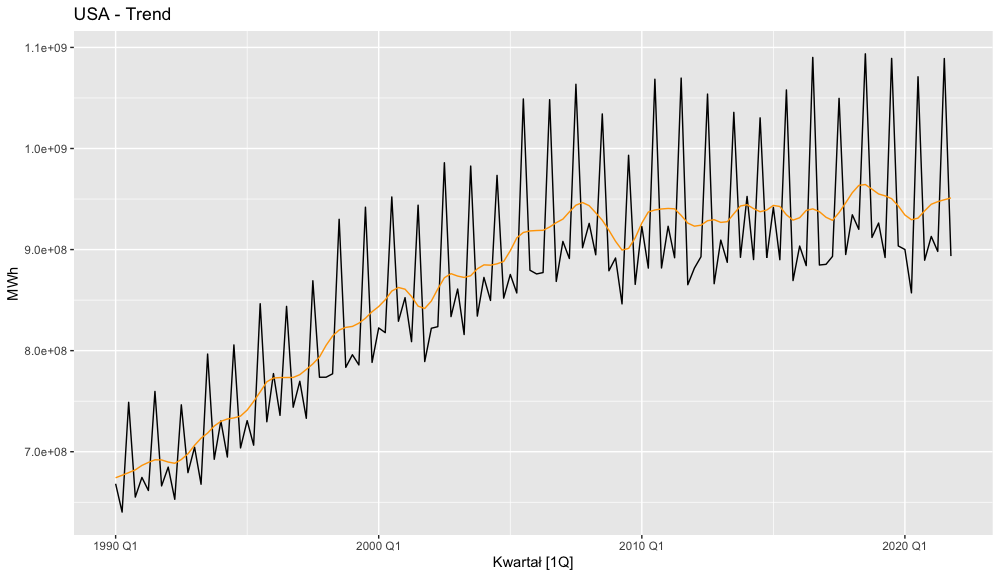 USA - Trend
MWh
1.1e+09
1.0e+09
9.0e+08
8.0e+08
7.0e+08
1990 Q1
2000 Q1
2010 Q1
2020 Q1
Kwartał [1Q]